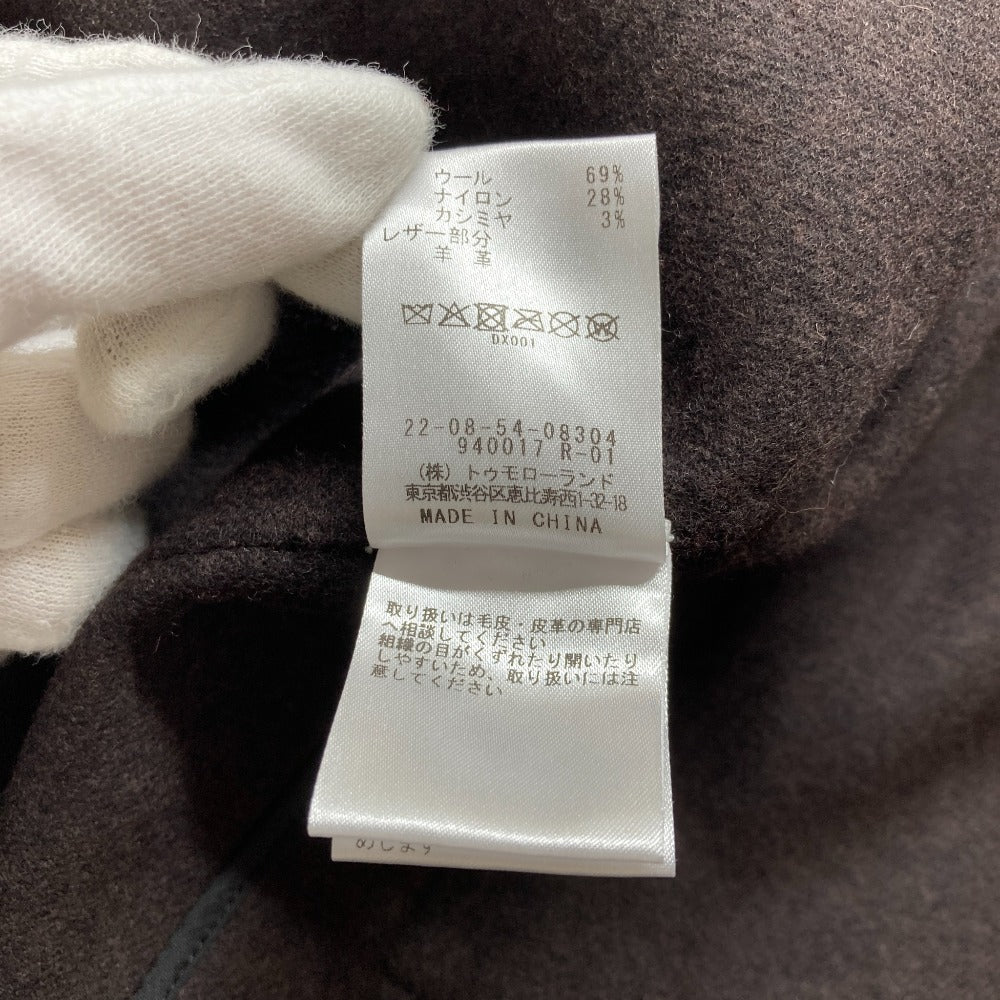 ウール 69%
ナイロン 28%
カシミヤ 3%
レザー部分
羊革
DX001
22-08-54-08304
940017 R-01
(株)トゥモローランド
東京都渋谷区恵比寿西1-32-18
MADE IN CHINA
取り扱いは毛皮・皮革の専門店
へ相談してください
組織の目がくずれたり開いたり
しやすいため、取り扱いには注
意してください
めします